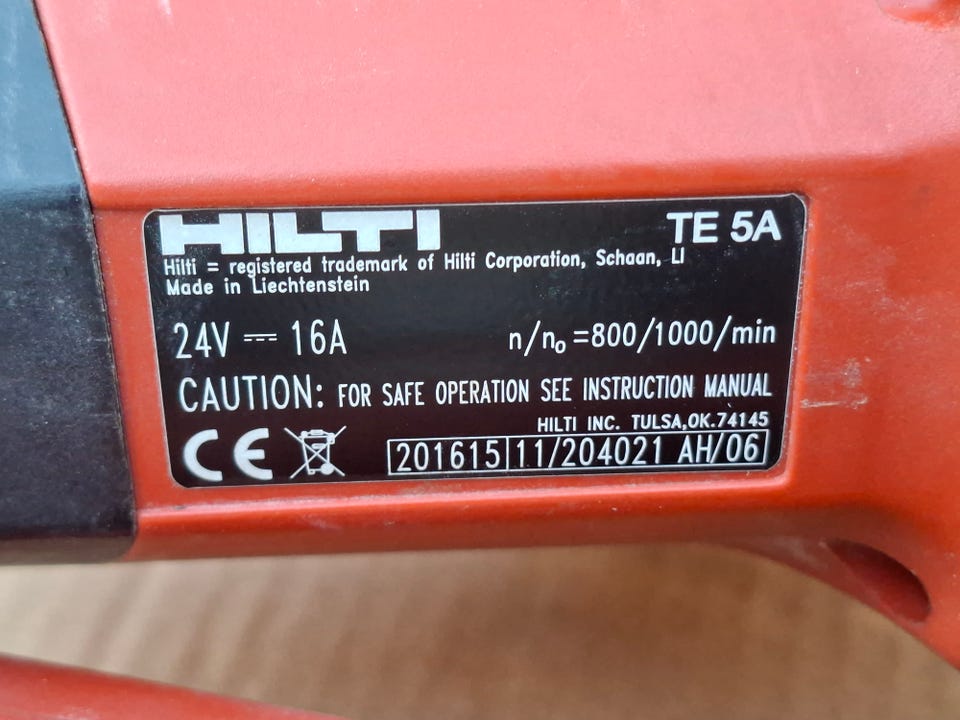 HILTI TE 5A
Hilti = registered trademark of Hilti Corporation, Schaan, LI
Made in Liechtenstein
24V ⎓ 16A n/n₀=800/1000/min
CAUTION: FOR SAFE OPERATION SEE INSTRUCTION MANUAL
HILTI INC. TULSA,OK.74145
CE 201615 11/204021 AH/06